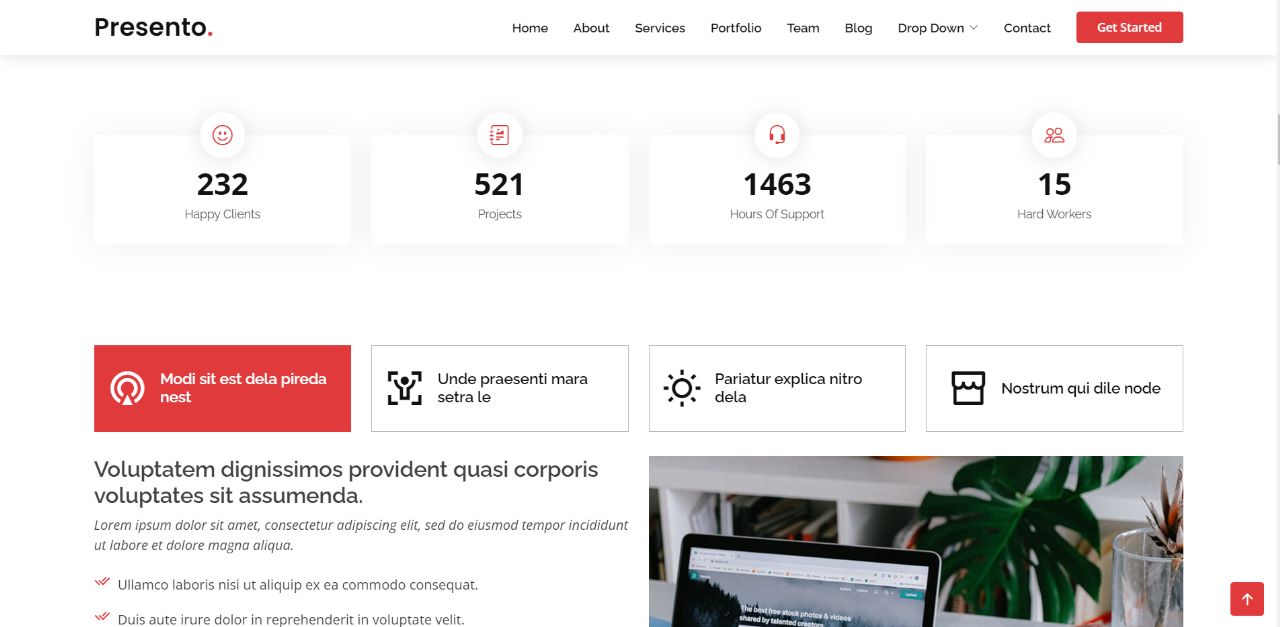 Presento.
Home About Services Portfolio Team Blog Drop Down Contact Get Started
232
Happy Clients
521
Projects
1463
Hours Of Support
15
Hard Workers
Modi sit est dela pireda
nest
Unde praesenti mara
setra le
Pariatur explica nitro
dela
Nostrum qui dile node
Voluptatem dignissimos provident quasi corporis
voluptates sit assumenda.
Lorem ipsum dolor sit amet, consectetur adipiscing elit, sed do eiusmod tempor incididunt
ut labore et dolore magna aliqua.
Ullamco laboris nisi ut aliquip ex ea commodo consequat.
Duis aute irure dolor in reprehenderit in voluptate velit.
The best free stock photos & videos
shared by talented creators.